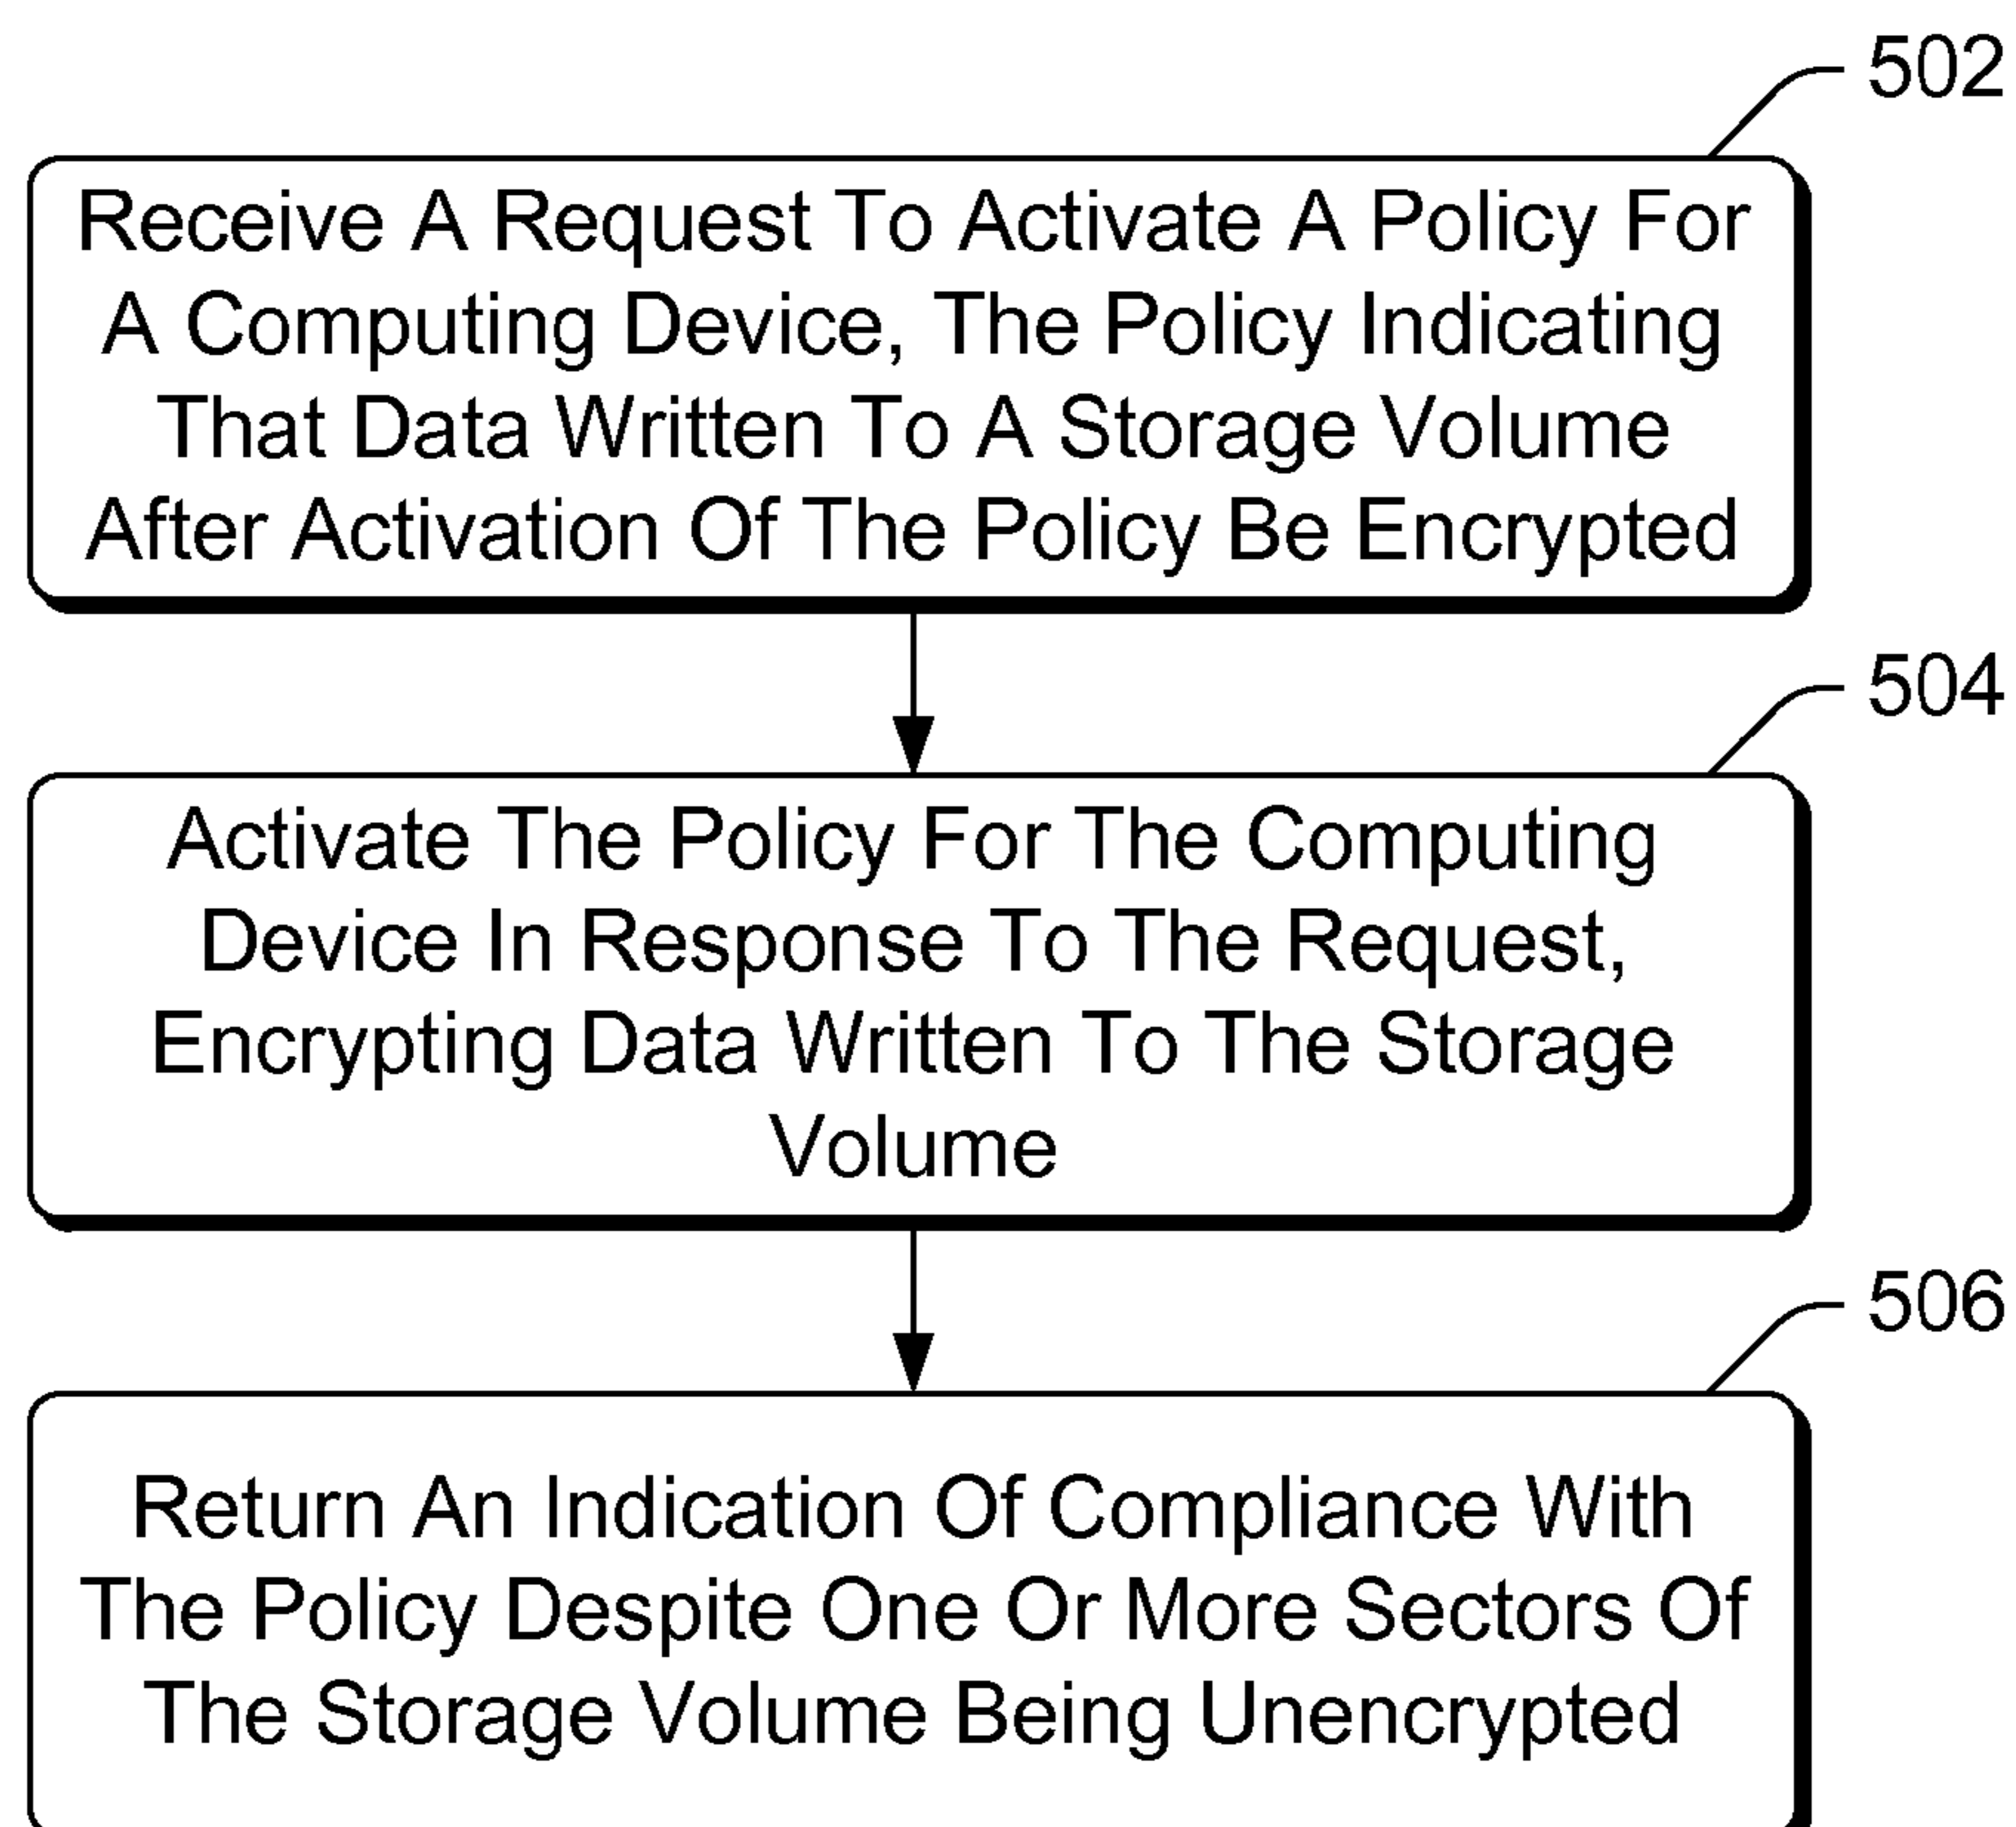 502
Receive A Request To Activate A Policy For
A Computing Device, The Policy Indicating
That Data Written To A Storage Volume
After Activation Of The Policy Be Encrypted
504
Activate The Policy For The Computing
Device In Response To The Request,
Encrypting Data Written To The Storage
Volume
506
Return An Indication Of Compliance With
The Policy Despite One Or More Sectors Of
The Storage Volume Being Unencrypted